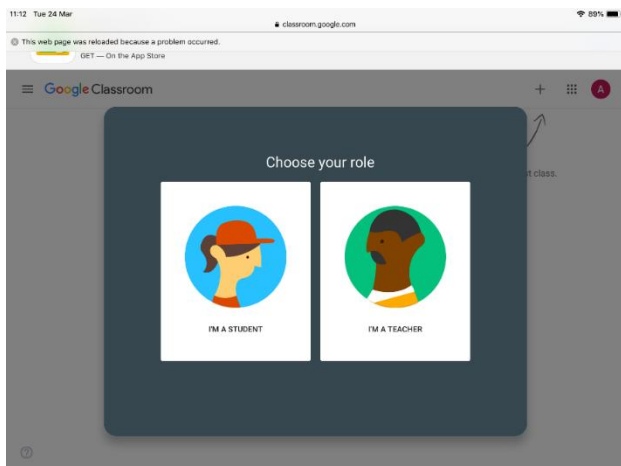 11:12 Tue 24 Mar
classroom.google.com
89%
This web page was reloaded because a problem occurred.
GET — On the App Store
Google Classroom
A
t class.
Choose your role
I'M A STUDENT
I'M A TEACHER